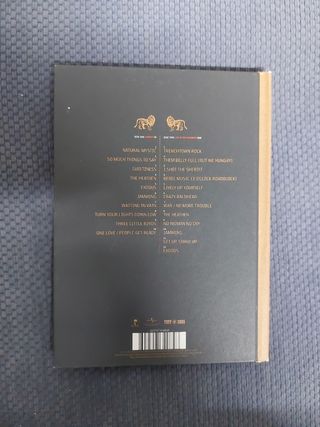 NATURAL MYSTIC
SO MUCH THINGS TO SAY
GUILTINESS
THE HEATHEN
EXODUS
JAMMING
WAITING IN VAIN
TURN YOUR LIGHTS DOWN LOW
THREE LITTLE BIRDS
ONE LOVE / PEOPLE GET READY
TRENCHTOWN ROCK
THEM BELLY FULL (BUT WE HUNGRY)
I SHOT THE SHERIFF
REBEL MUSIC (3 O'CLOCK ROADBLOCK)
LIVELY UP YOURSELF
CRAZY BALDHEAD
WAR / NO MORE TROUBLE
THE HEATHEN
NO WOMAN NO CRY
JAMMING
GET UP STAND UP
EXODUS